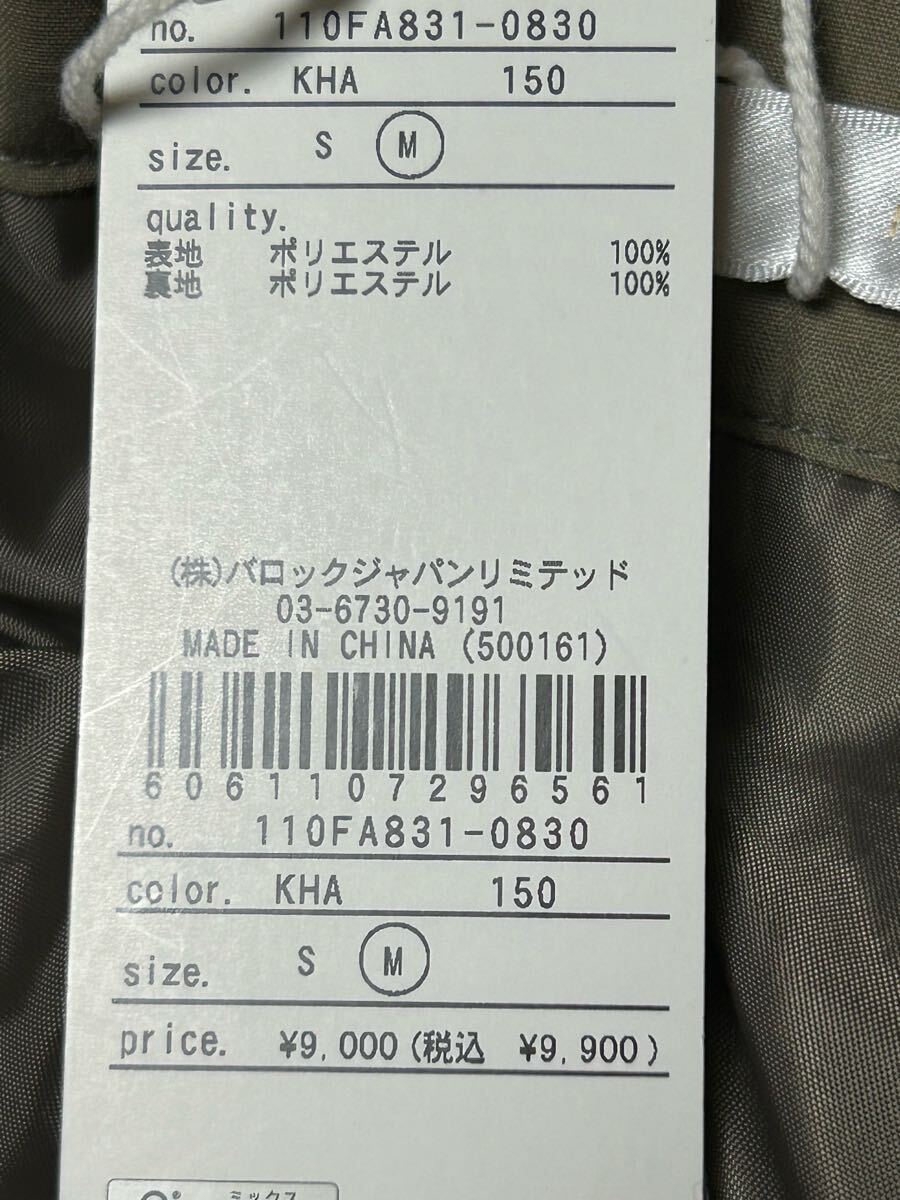 no. 110FA831-0830
color. KHA 150
size. S M
quality.
表地 ポリエステル 100%
裏地 ポリエステル 100%
(株)バロックジャパンリミテッド
03-6730-9191
MADE IN CHINA (500161)
6061107296561
no. 110FA831-0830
color. KHA 150
size. S M
price. ¥9,000(税込 ¥9,900)
ミックス